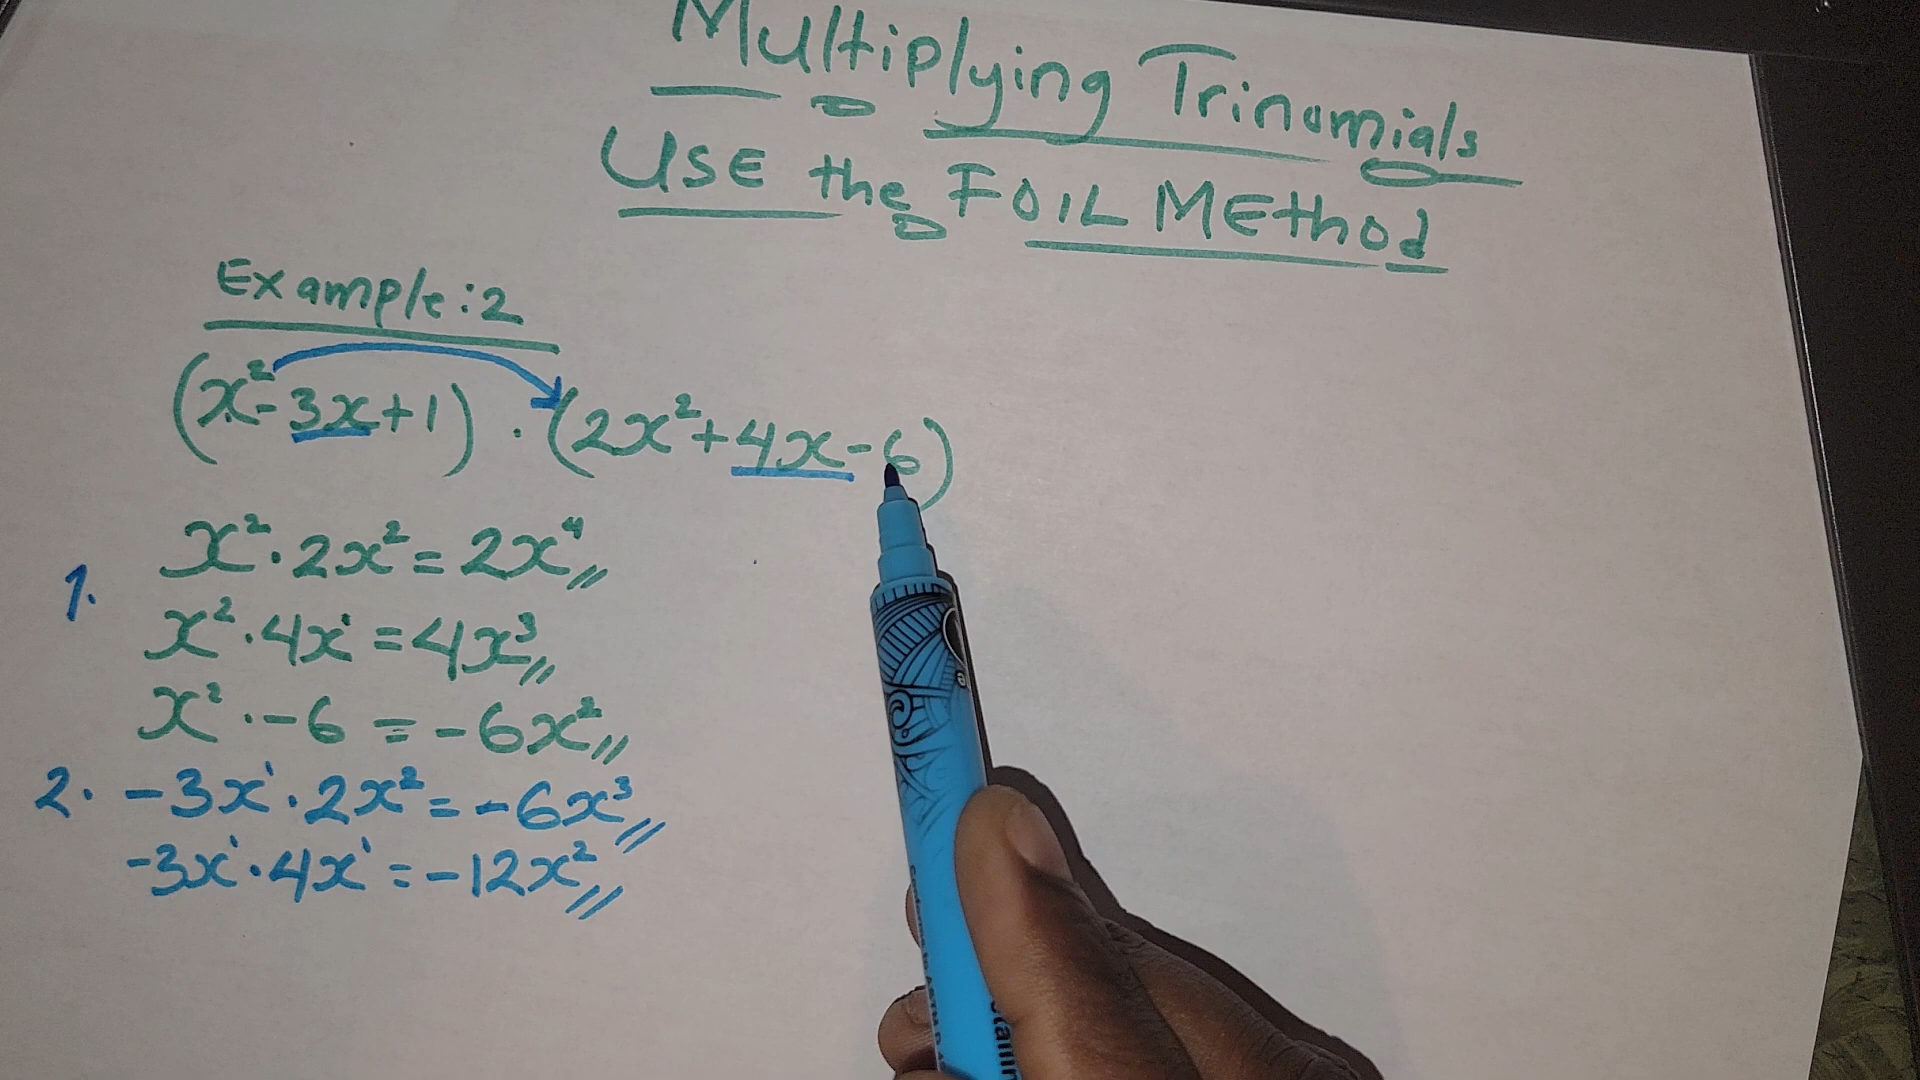 Multiplying Trinomials
USE the FOIL METhod
Example:2
(x²-3x+1) · (2x²+4x-6)
1. x²·2x²=2x⁴
x²·4x¹=4x³
x²·-6=-6x²
2. -3x¹·2x²=-6x³
-3x¹·4x¹=-12x²